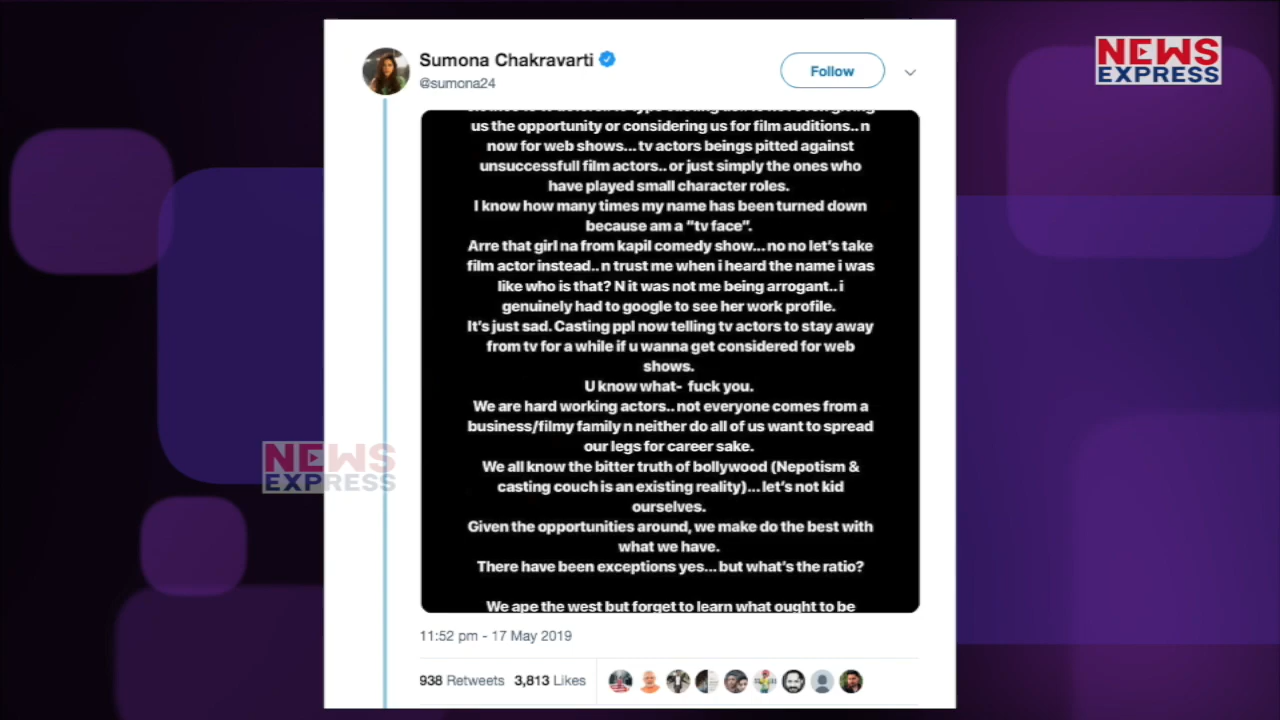 Sumona Chakravarti
@sumona24
Follow
NEWS
EXPRESS
us the opportunity or considering us for film auditions.. n
now for web shows... tv actors beings pitted against
unsuccessfull film actors.. or just simply the ones who
have played small character roles.
I know how many times my name has been turned down
because am a "tv face".
Arre that girl na from kapil comedy show... no no let's take
film actor instead.. n trust me when i heard the name i was
like who is that? N it was not me being arrogant.. i
genuinely had to google to see her work profile.
It's just sad. Casting ppl now telling tv actors to stay away
from tv for a while if u wanna get considered for web
shows.
U know what- fuck you.
We are hard working actors.. not everyone comes from a
business/filmy family n neither do all of us want to spread
our legs for career sake.
We all know the bitter truth of bollywood (Nepotism &
casting couch is an existing reality)... let's not kid
ourselves.
Given the opportunities around, we make do the best with
what we have.
There have been exceptions yes... but what's the ratio?
We ape the west but forget to learn what ought to be
NEWS
EXPRESS
11:52 pm - 17 May 2019
938 Retweets 3,813 Likes